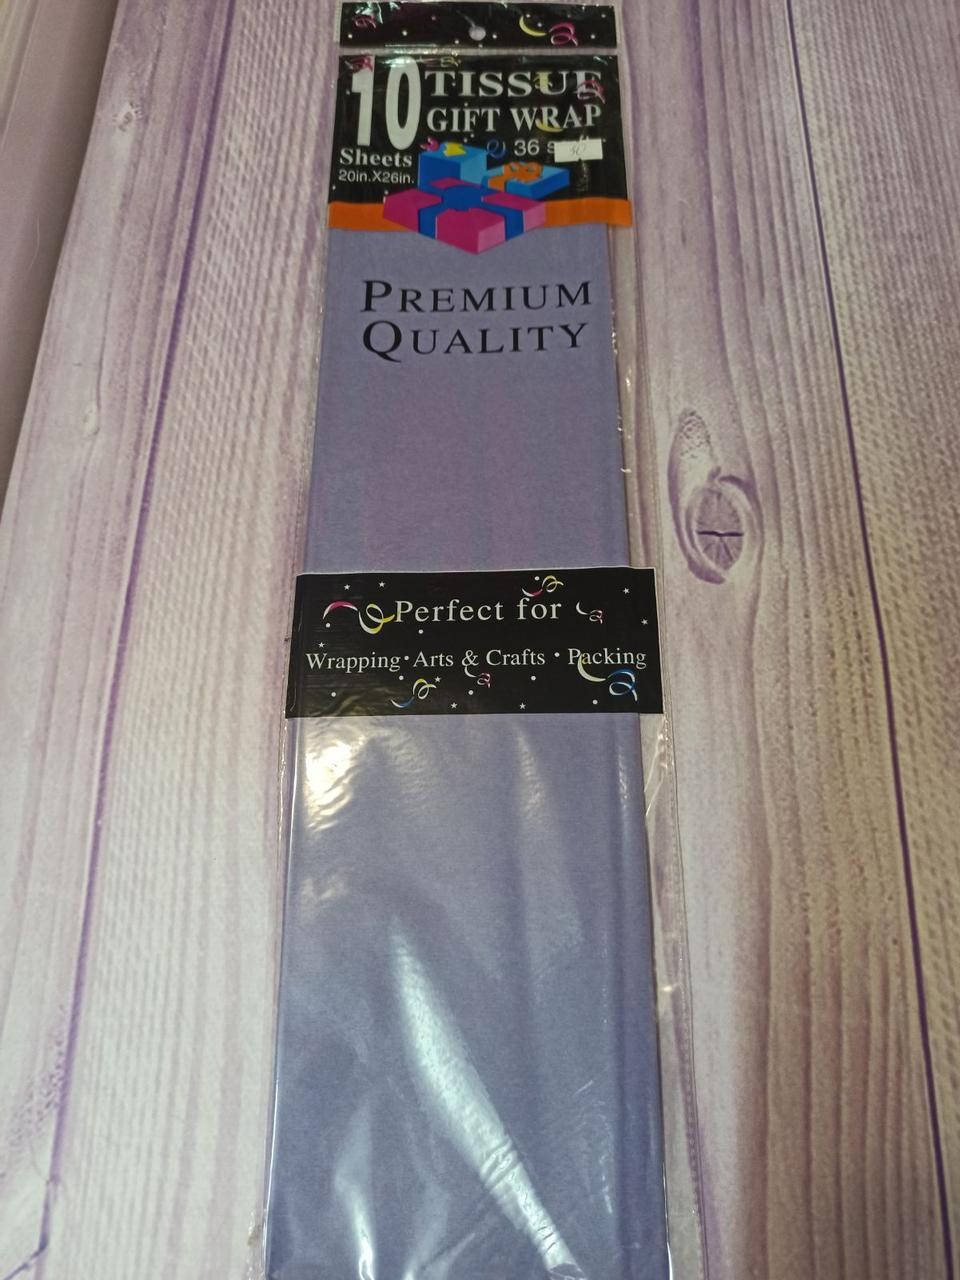 10 TISSUE
GIFT WRAP
Sheets
36
20in.X26in.
PREMIUM
QUALITY
Perfect for
Wrapping • Arts & Crafts • Packing